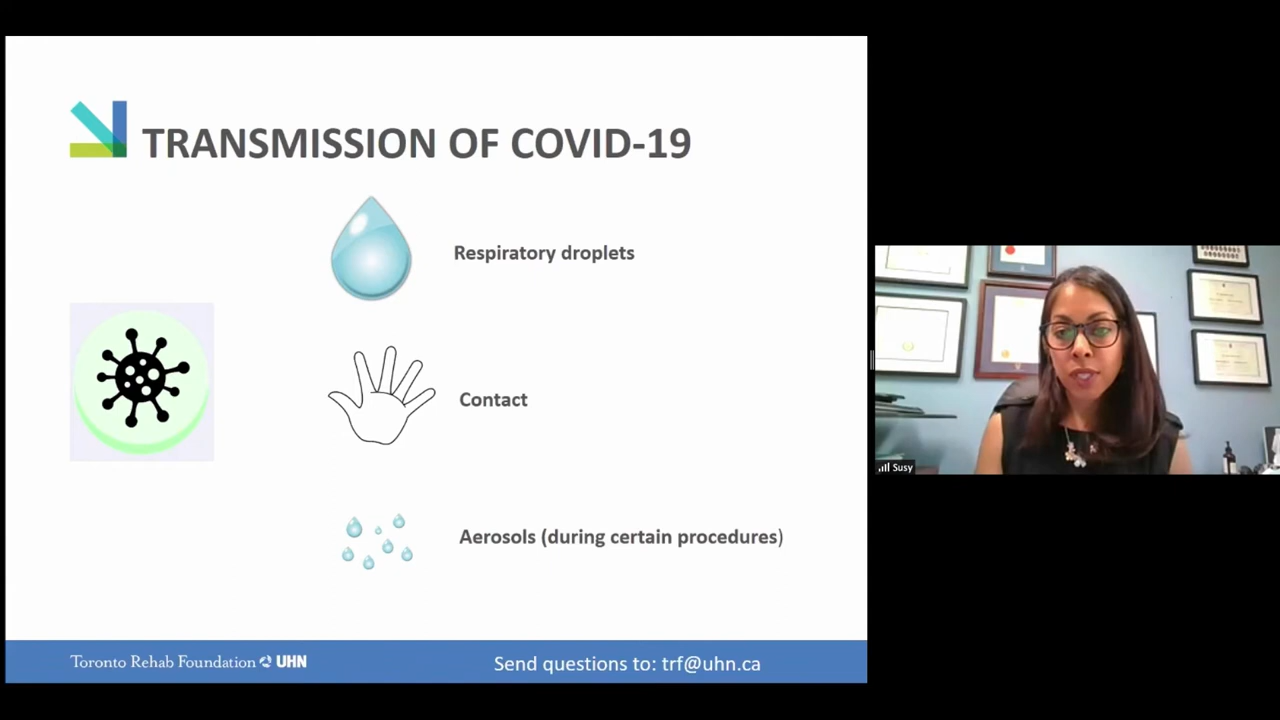 TRANSMISSION OF COVID-19
Respiratory droplets
Contact
Aerosols (during certain procedures)
Toronto Rehab Foundation UHN
Send questions to: trf@uhn.ca
Susy